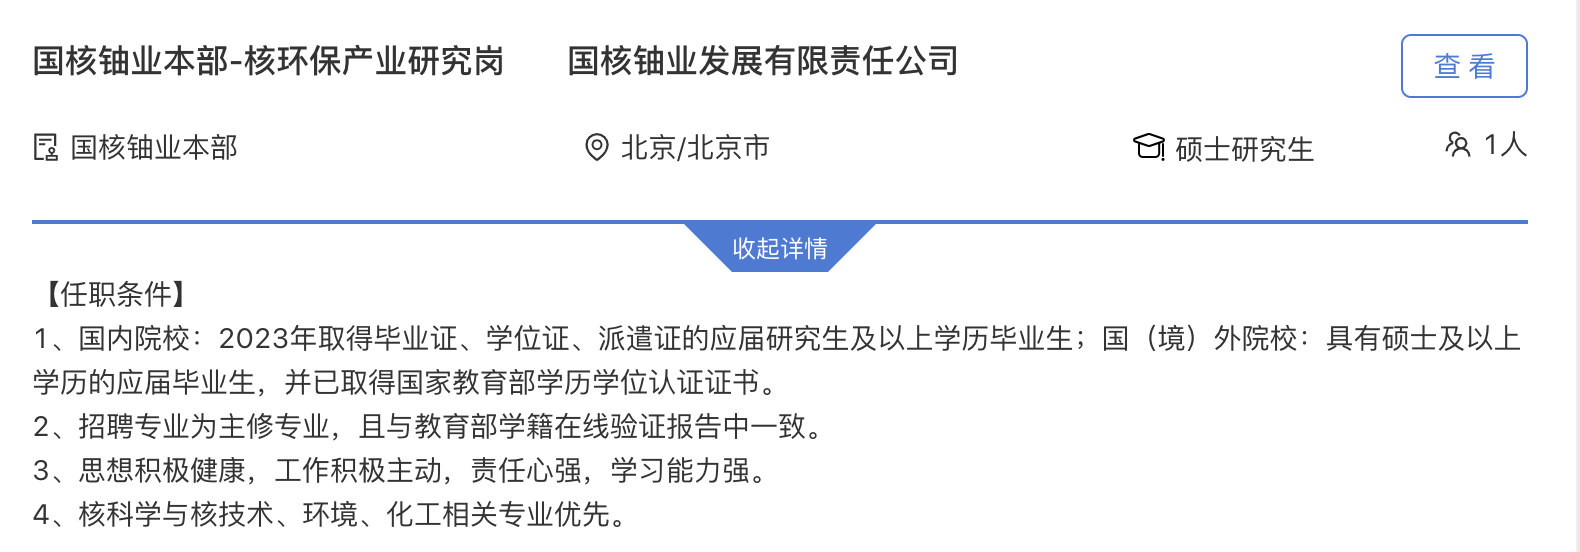 国核铀业本部-核环保产业研究岗 国核铀业发展有限责任公司 查 看
国核铀业本部 北京/北京市 硕士研究生 1人
收起详情
【任职条件】
1、国内院校：2023年取得毕业证、学位证、派遣证的应届研究生及以上学历毕业生；国（境）外院校：具有硕士及以上
学历的应届毕业生，并已取得国家教育部学历学位认证证书。
2、招聘专业为主修专业，且与教育部学籍在线验证报告中一致。
3、思想积极健康，工作积极主动，责任心强，学习能力强。
4、核科学与核技术、环境、化工相关专业优先。